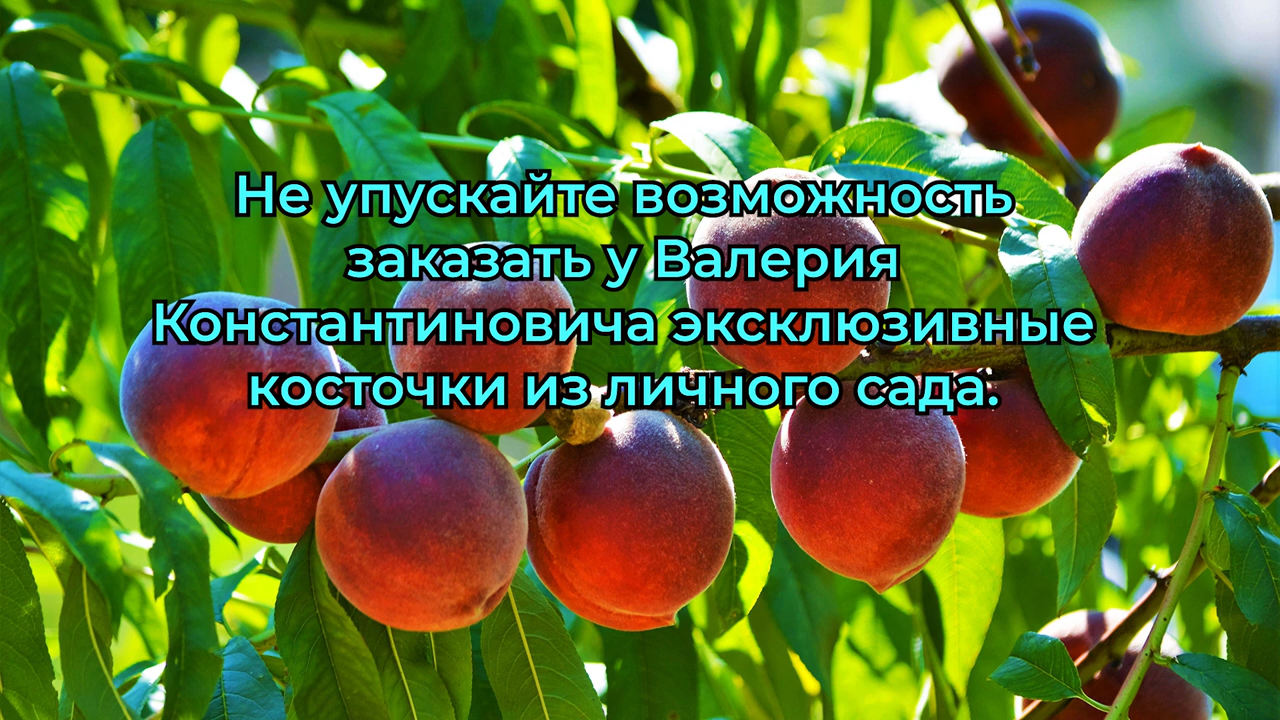 Не упускайте возможность
заказать у Валерия
Константиновича эксклюзивные
косточки из личного сада.